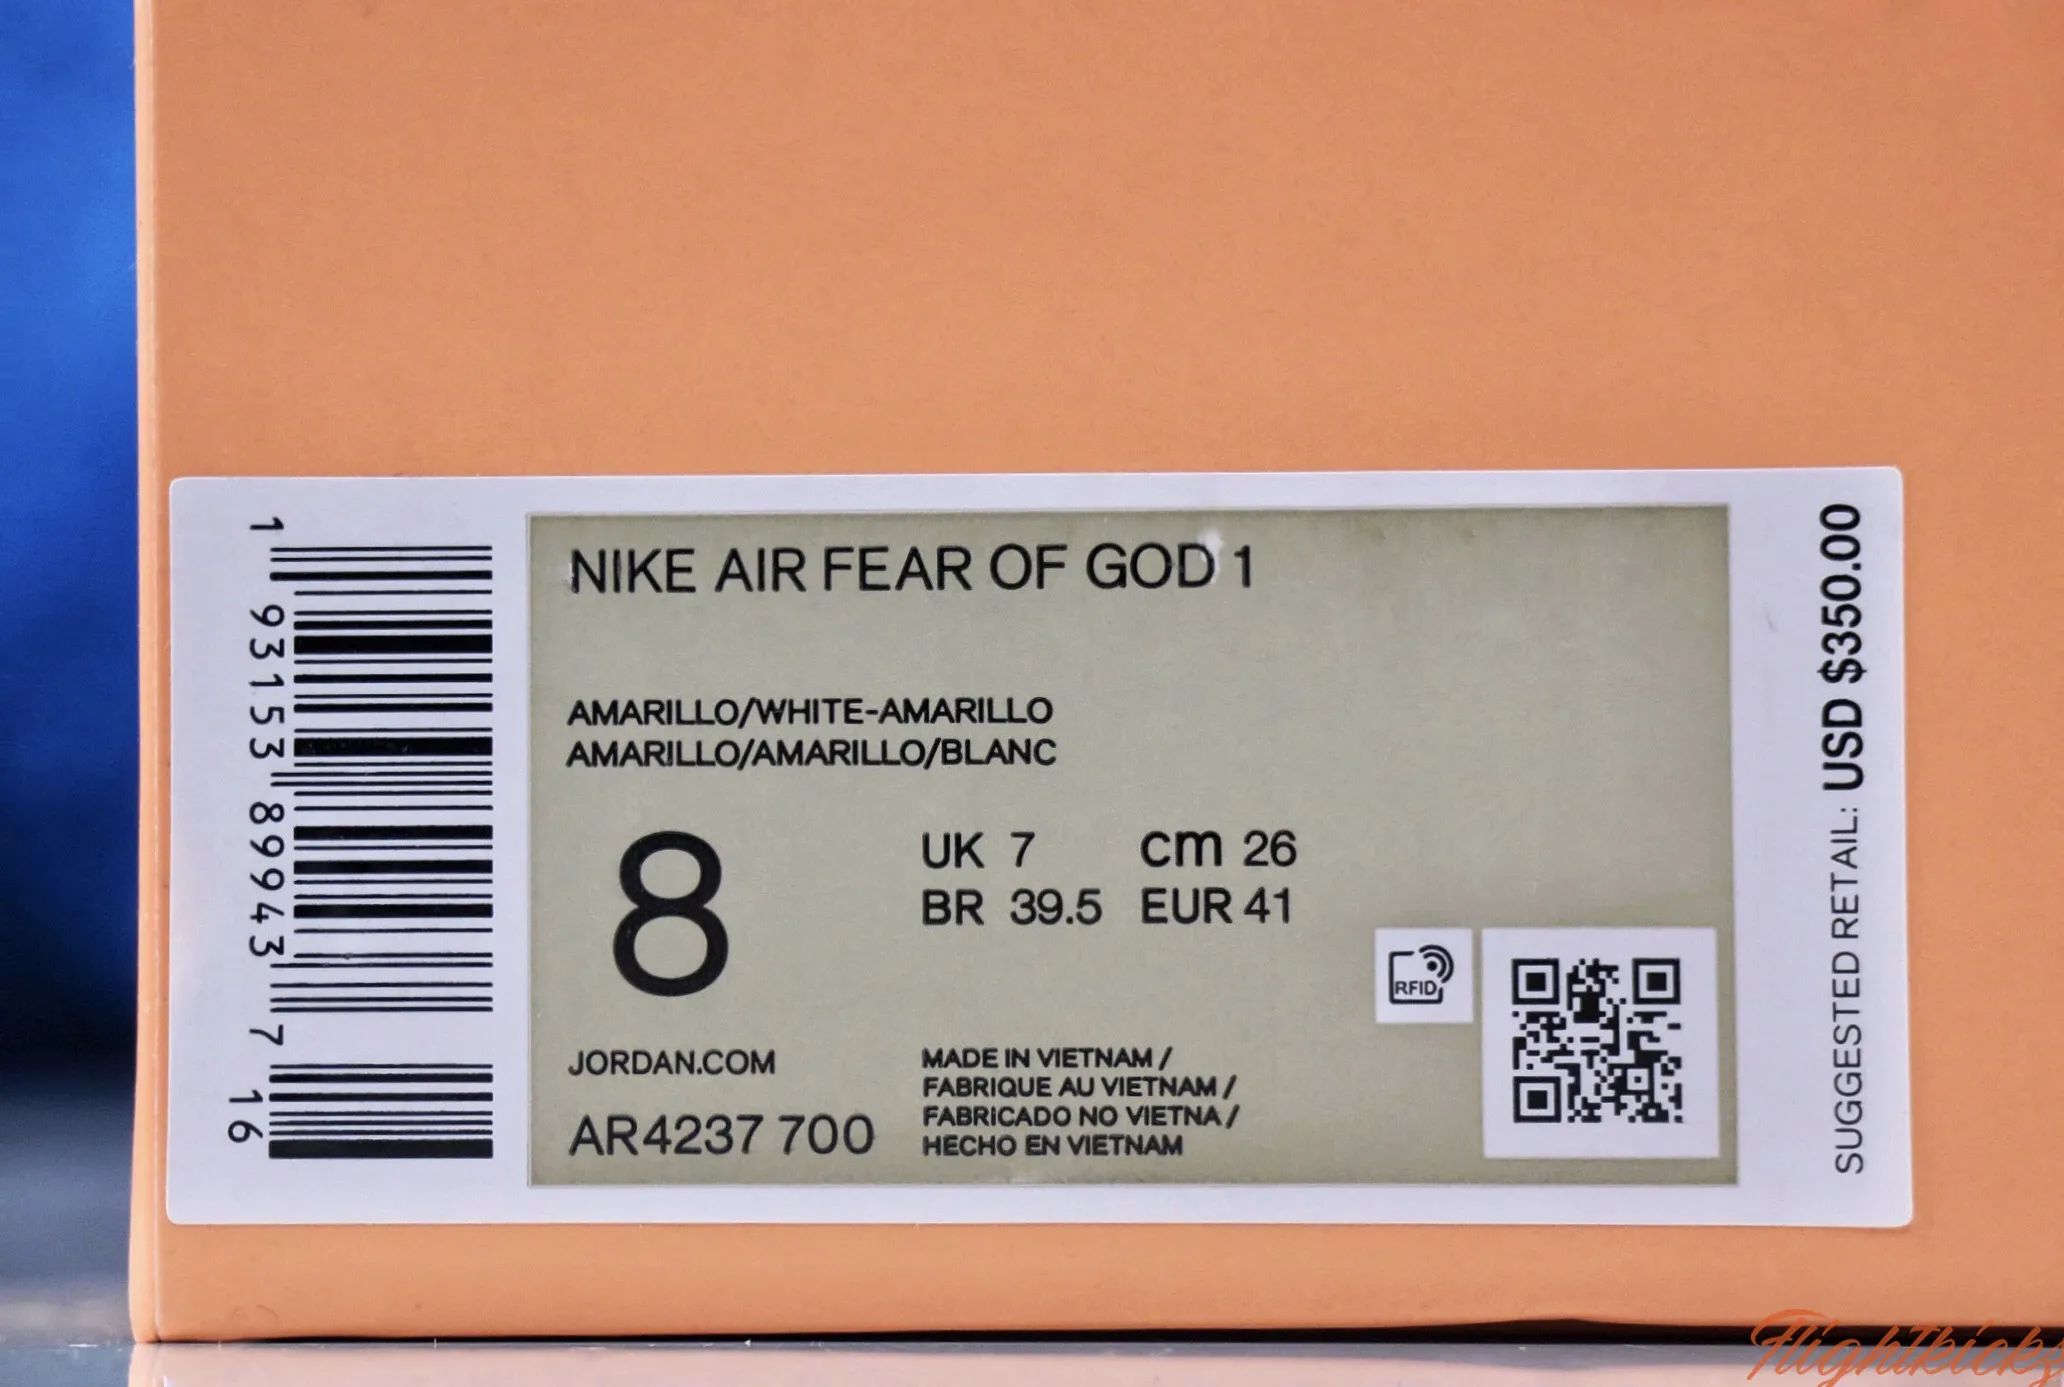 1 93153 89943 7 16
NIKE AIR FEAR OF GOD 1
AMARILLO/WHITE-AMARILLO
AMARILLO/AMARILLO/BLANC
8
UK 7 cm 26
BR 39.5 EUR 41
RFID
JORDAN.COM
AR4237 700
MADE IN VIETNAM /
FABRIQUE AU VIETNAM /
FABRICADO NO VIETNA /
HECHO EN VIETNAM
SUGGESTED RETAIL: USD $350.00
Flightkicks